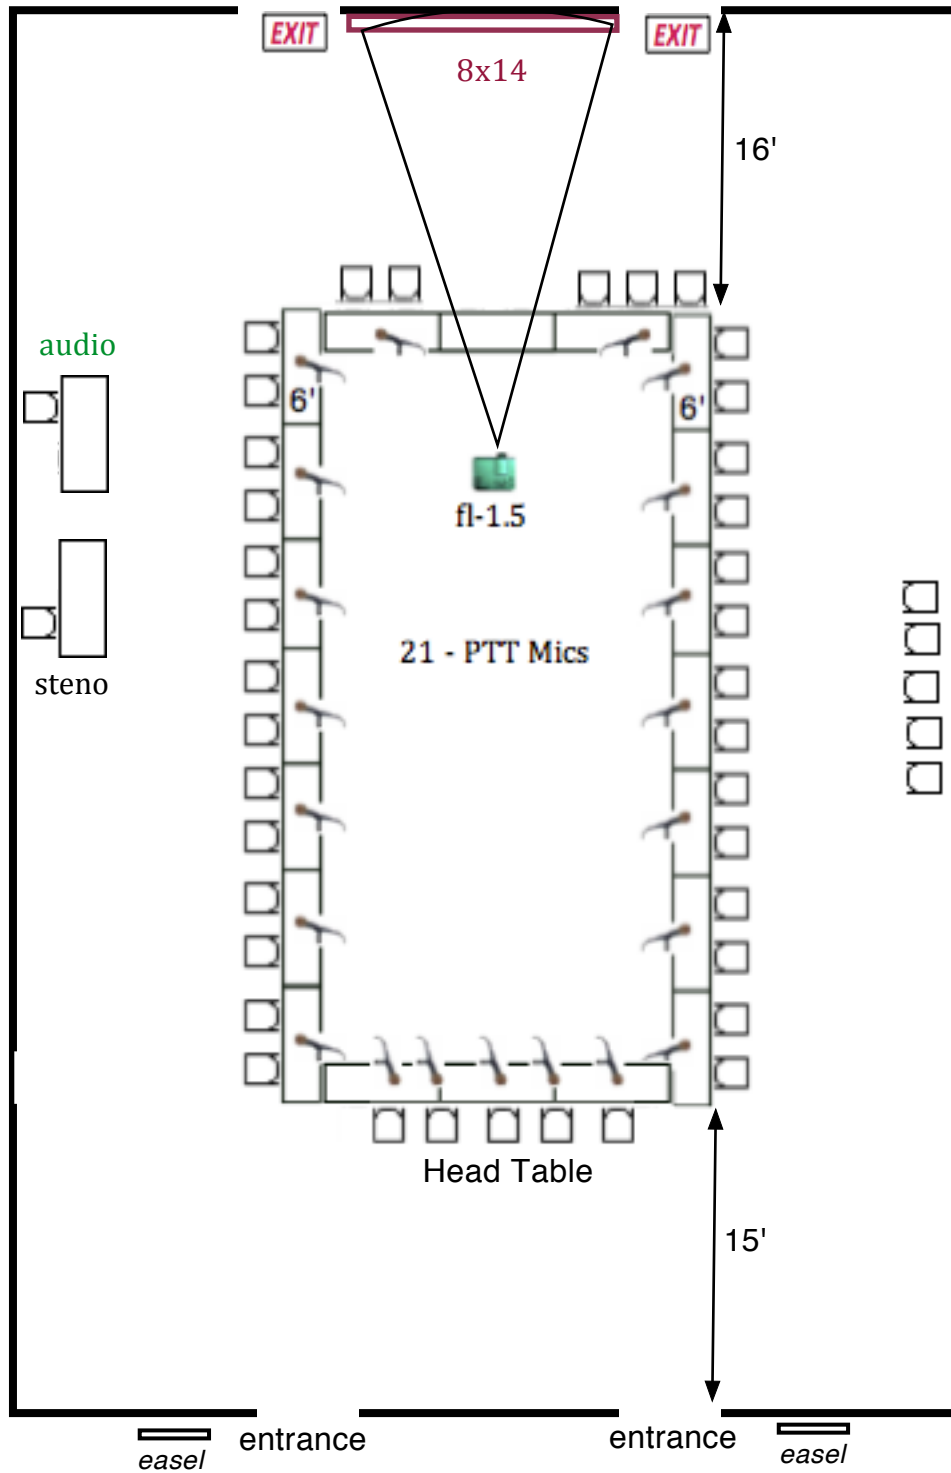 EXIT
EXIT
8x14
16'
audio
6'
6'
fl-1.5
21 - PTT Mics
steno
Head Table
15'
entrance
entrance
easel
easel